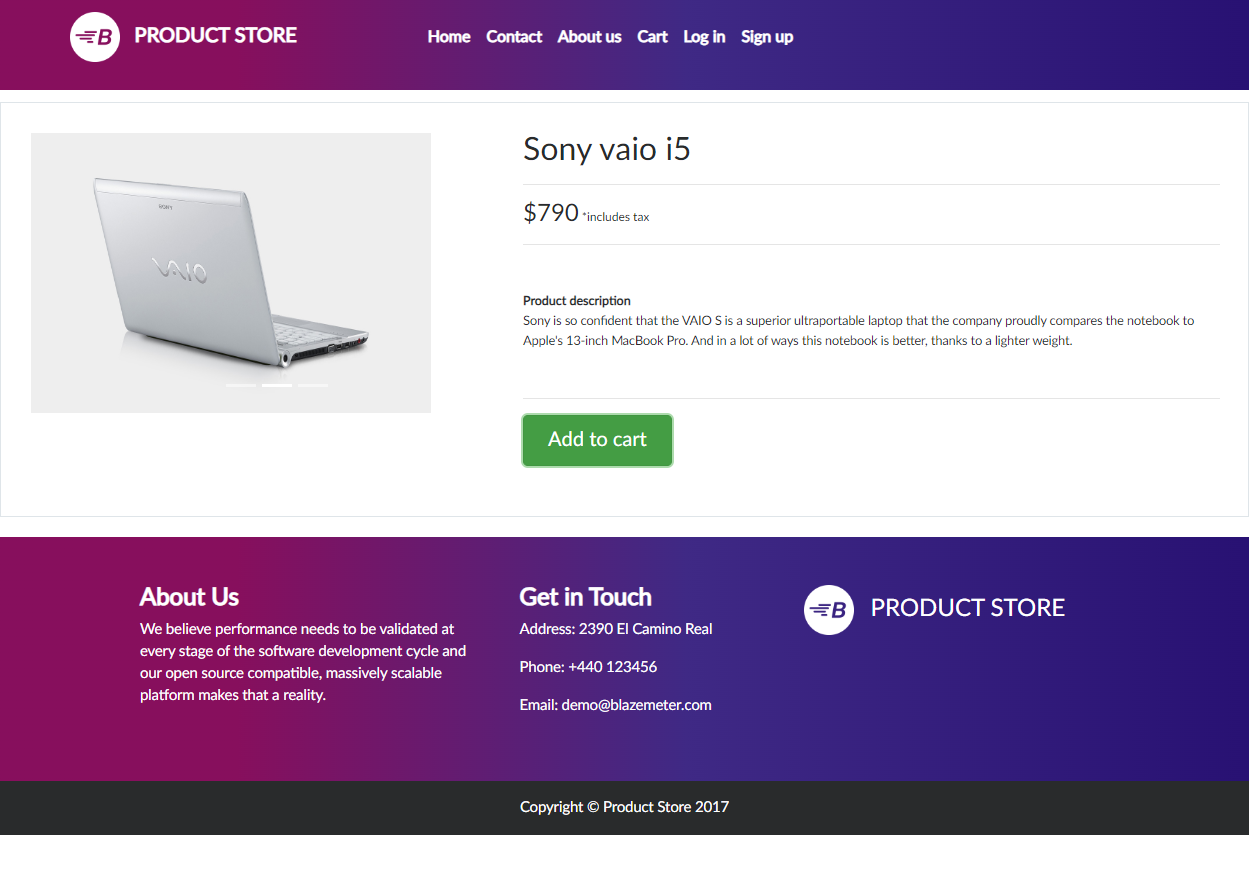 B PRODUCT STORE
Home Contact About us Cart Log in Sign up
SONY
VAIO
Sony vaio i5
$790 *includes tax
Product description
Sony is so confident that the VAIO S is a superior ultraportable laptop that the company proudly compares the notebook to
Apple's 13-inch MacBook Pro. And in a lot of ways this notebook is better, thanks to a lighter weight.
Add to cart
About Us
We believe performance needs to be validated at
every stage of the software development cycle and
our open source compatible, massively scalable
platform makes that a reality.
Get in Touch
Address: 2390 El Camino Real
Phone: +440 123456
Email: demo@blazemeter.com
B PRODUCT STORE
Copyright © Product Store 2017